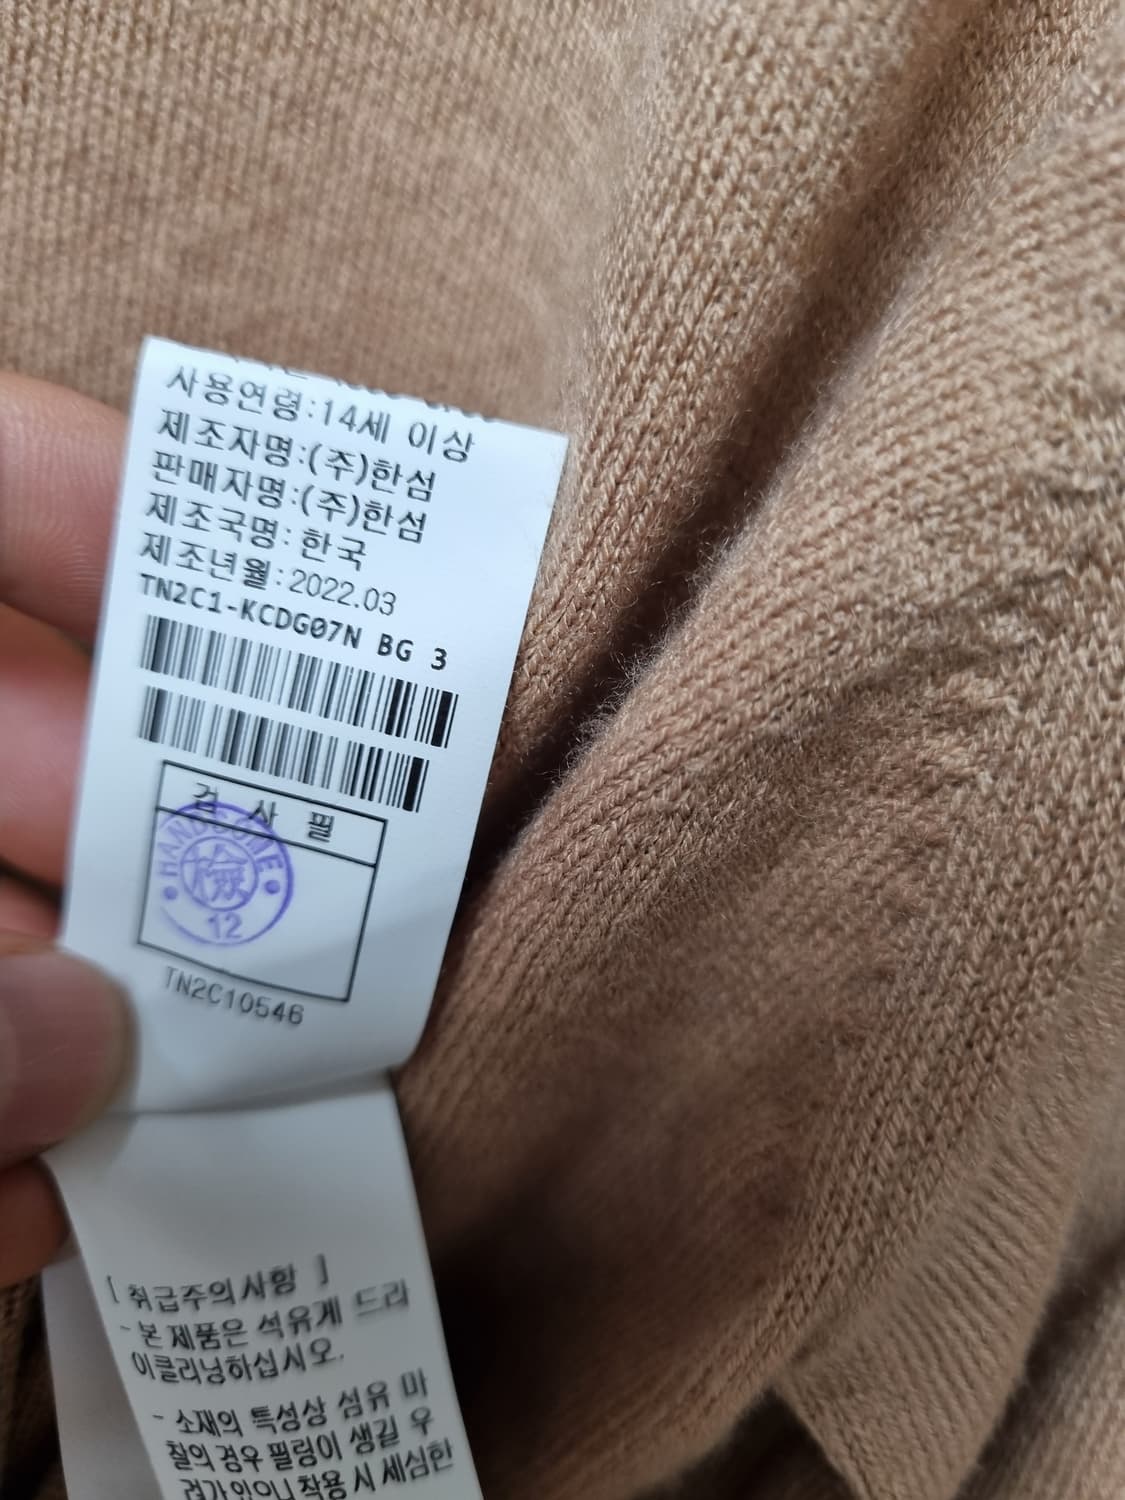 사용연령:14세 이상
제조자명:(주)한섬
판매자명:(주)한섬
제조국명:한국
제조년월:2022.03
TN2C1-KCDG07N BG 3
검 사 필
HANDSOME
檢
12
TN2C10546
[ 취급주의사항 ]
- 본 제품은 석유계 드라
이클리닝하십시오.
- 소재의 특성상 섬유 마
찰의 경우 필링이 생길 우
려가 있으니 착용 시 세심한